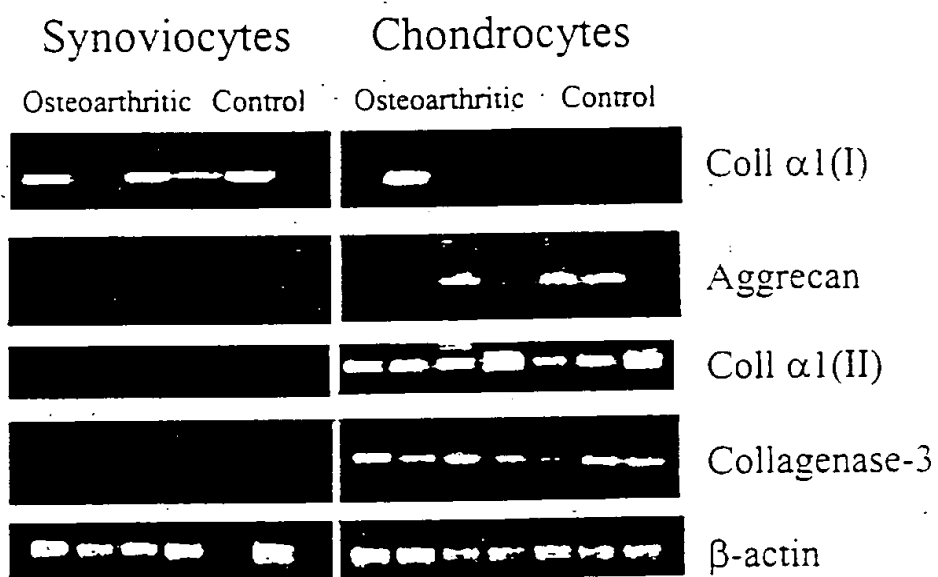 Synoviocytes Chondrocytes
Osteoarthritic Control Osteoarthritic Control
Coll α1(I)
Aggrecan
Coll α1(II)
Collagenase-3
β-actin